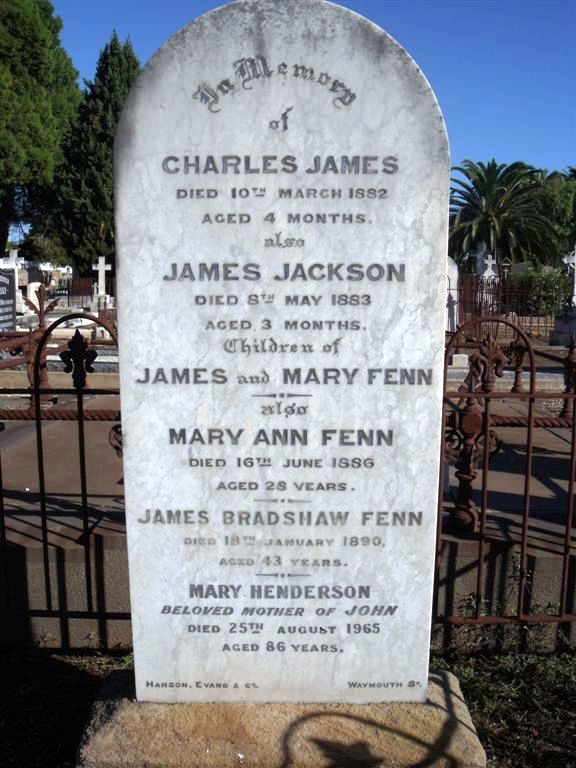 In Memory
of
CHARLES JAMES
DIED 10TH MARCH 1882
AGED 4 MONTHS.
also
JAMES JACKSON
DIED 8TH MAY 1883
AGED 3 MONTHS.
Children of
JAMES and MARY FENN
also
MARY ANN FENN
DIED 16TH JUNE 1886
AGED 28 YEARS.
JAMES BRADSHAW FENN
DIED 18TH JANUARY 1890,
AGED 43 YEARS.
MARY HENDERSON
BELOVED MOTHER OF JOHN
DIED 25TH AUGUST 1965
AGED 86 YEARS.
HANSON, EVANS & CO. WAYMOUTH ST.